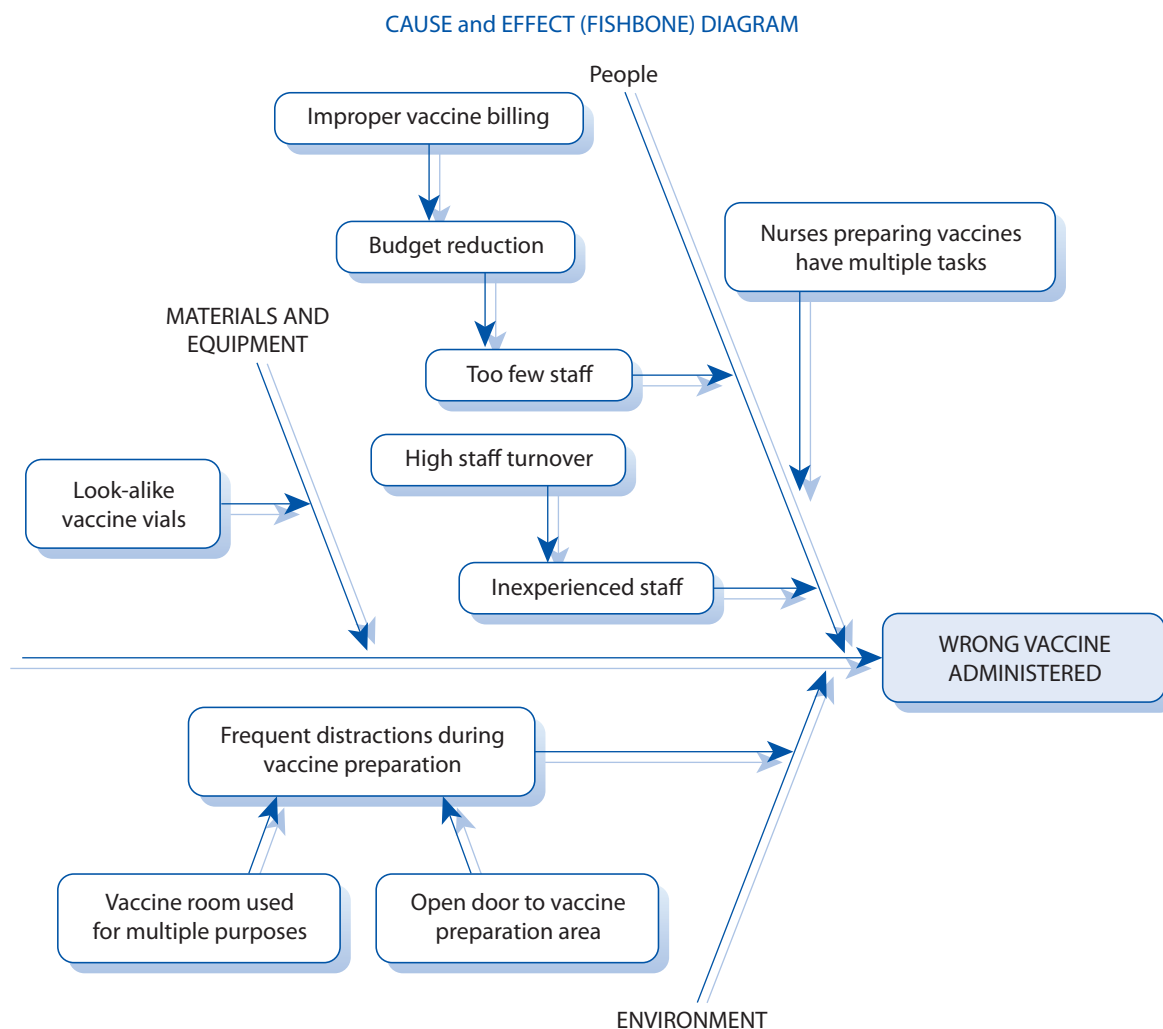 CAUSE and EFFECT (FISHBONE) DIAGRAM
People
Improper vaccine billing
Budget reduction
Nurses preparing vaccines
have multiple tasks
MATERIALS AND
EQUIPMENT
Too few staff
High staff turnover
Look-alike
vaccine vials
Inexperienced staff
WRONG VACCINE
ADMINISTERED
Frequent distractions during
vaccine preparation
Vaccine room used
for multiple purposes
Open door to vaccine
preparation area
ENVIRONMENT